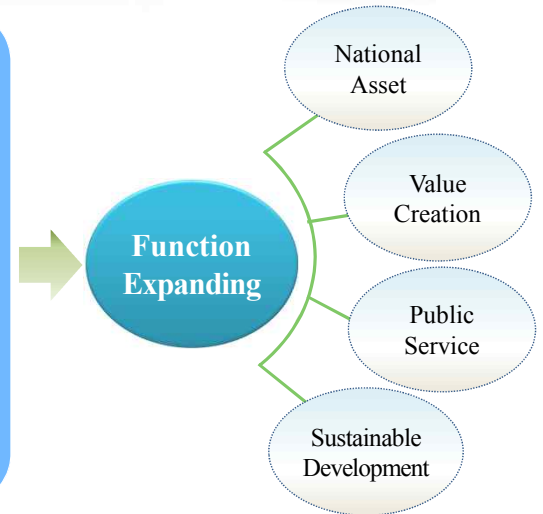 National
Asset
Value
Creation
Function
Expanding
Public
Service
Sustainable
Development